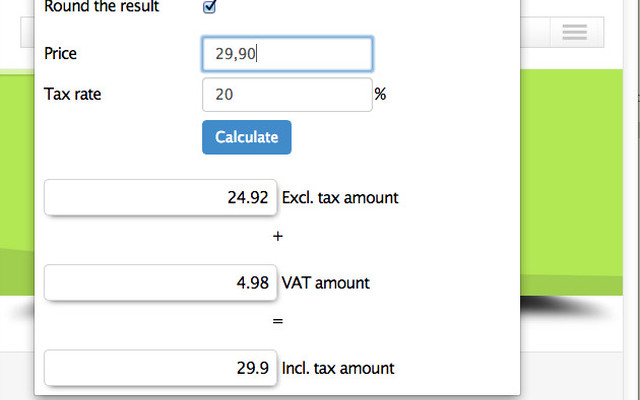 Round the result
Price 29,90
Tax rate 20 %
Calculate
24.92 Excl. tax amount
+
4.98 VAT amount
=
29.9 Incl. tax amount